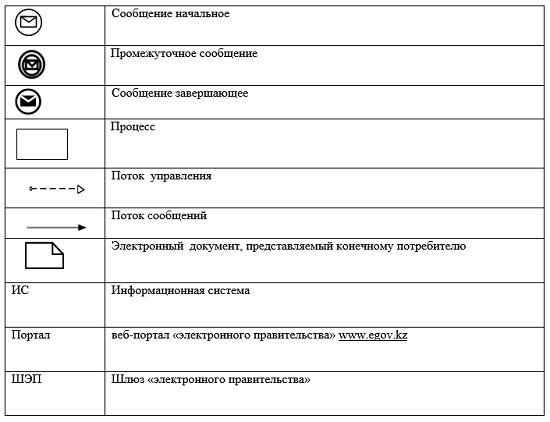 Сообщение начальное
Промежуточное сообщение
Сообщение завершающее
Процесс
Поток управления
Поток сообщений
Электронный документ, представляемый конечному потребителю
ИС Информационная система
Портал веб-портал «электронного правительства» www.egov.kz
ШЭП Шлюз «электронного правительства»